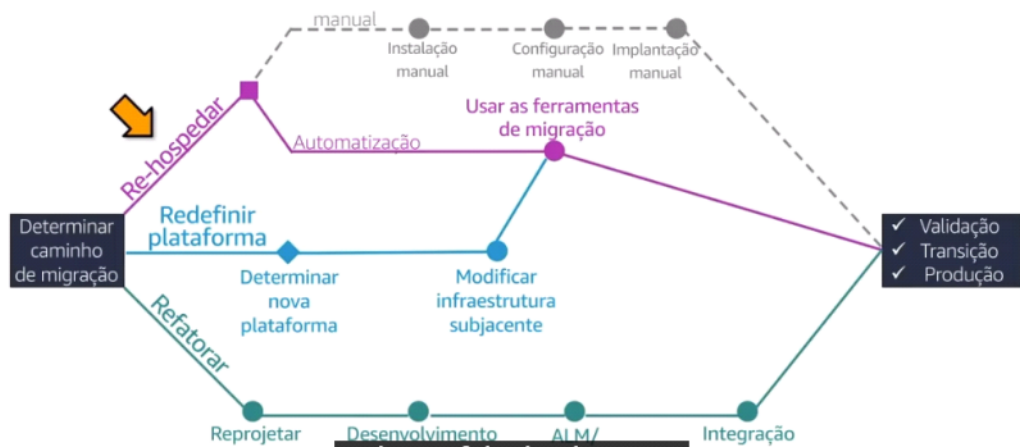 manual
Instalação
manual
Configuração
manual
Implantação
manual
Re-hospedar
Automatização
Usar as ferramentas
de migração
Determinar
caminho
de migração
Redefinir
plataforma
Determinar
nova
plataforma
Modificar
infraestrutura
subjacente
✓ Validação
✓ Transição
✓ Produção
Refatorar
Reprojetar
Desenvolvimento
ALM/
Integração